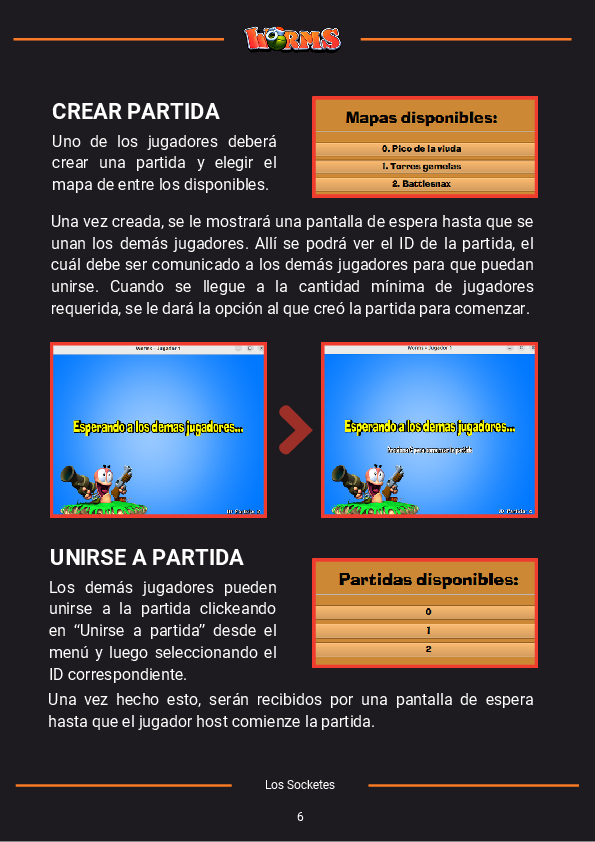 WORMS
CREAR PARTIDA
Uno de los jugadores deberá
crear una partida y elegir el
mapa de entre los disponibles.
Mapas disponibles:
0. Pico de la viuda
1. Torres gemelas
2. Battlesnax
Una vez creada, se le mostrará una pantalla de espera hasta que se
unan los demás jugadores. Allí se podrá ver el ID de la partida, el
cuál debe ser comunicado a los demás jugadores para que puedan
unirse. Cuando se llegue a la cantidad mínima de jugadores
requerida, se le dará la opción al que creó la partida para comenzar.
Worms - Jugador 1
Esperando a los demas jugadores...
Worms - Jugador 1
Esperando a los demas jugadores...
para comenzar la partida
ID Partida:
UNIRSE A PARTIDA
Los demás jugadores pueden
unirse a la partida clickeando
en “Unirse a partida” desde el
menú y luego seleccionando el
ID correspondiente.
Partidas disponibles:
0
1
2
Una vez hecho esto, serán recibidos por una pantalla de espera
hasta que el jugador host comienze la partida.
Los Socketes
6